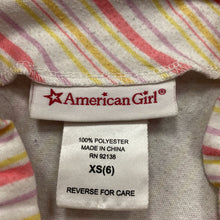 American Girl®
100% POLYESTER
MADE IN CHINA
RN 92138
XS(6)
REVERSE FOR CARE